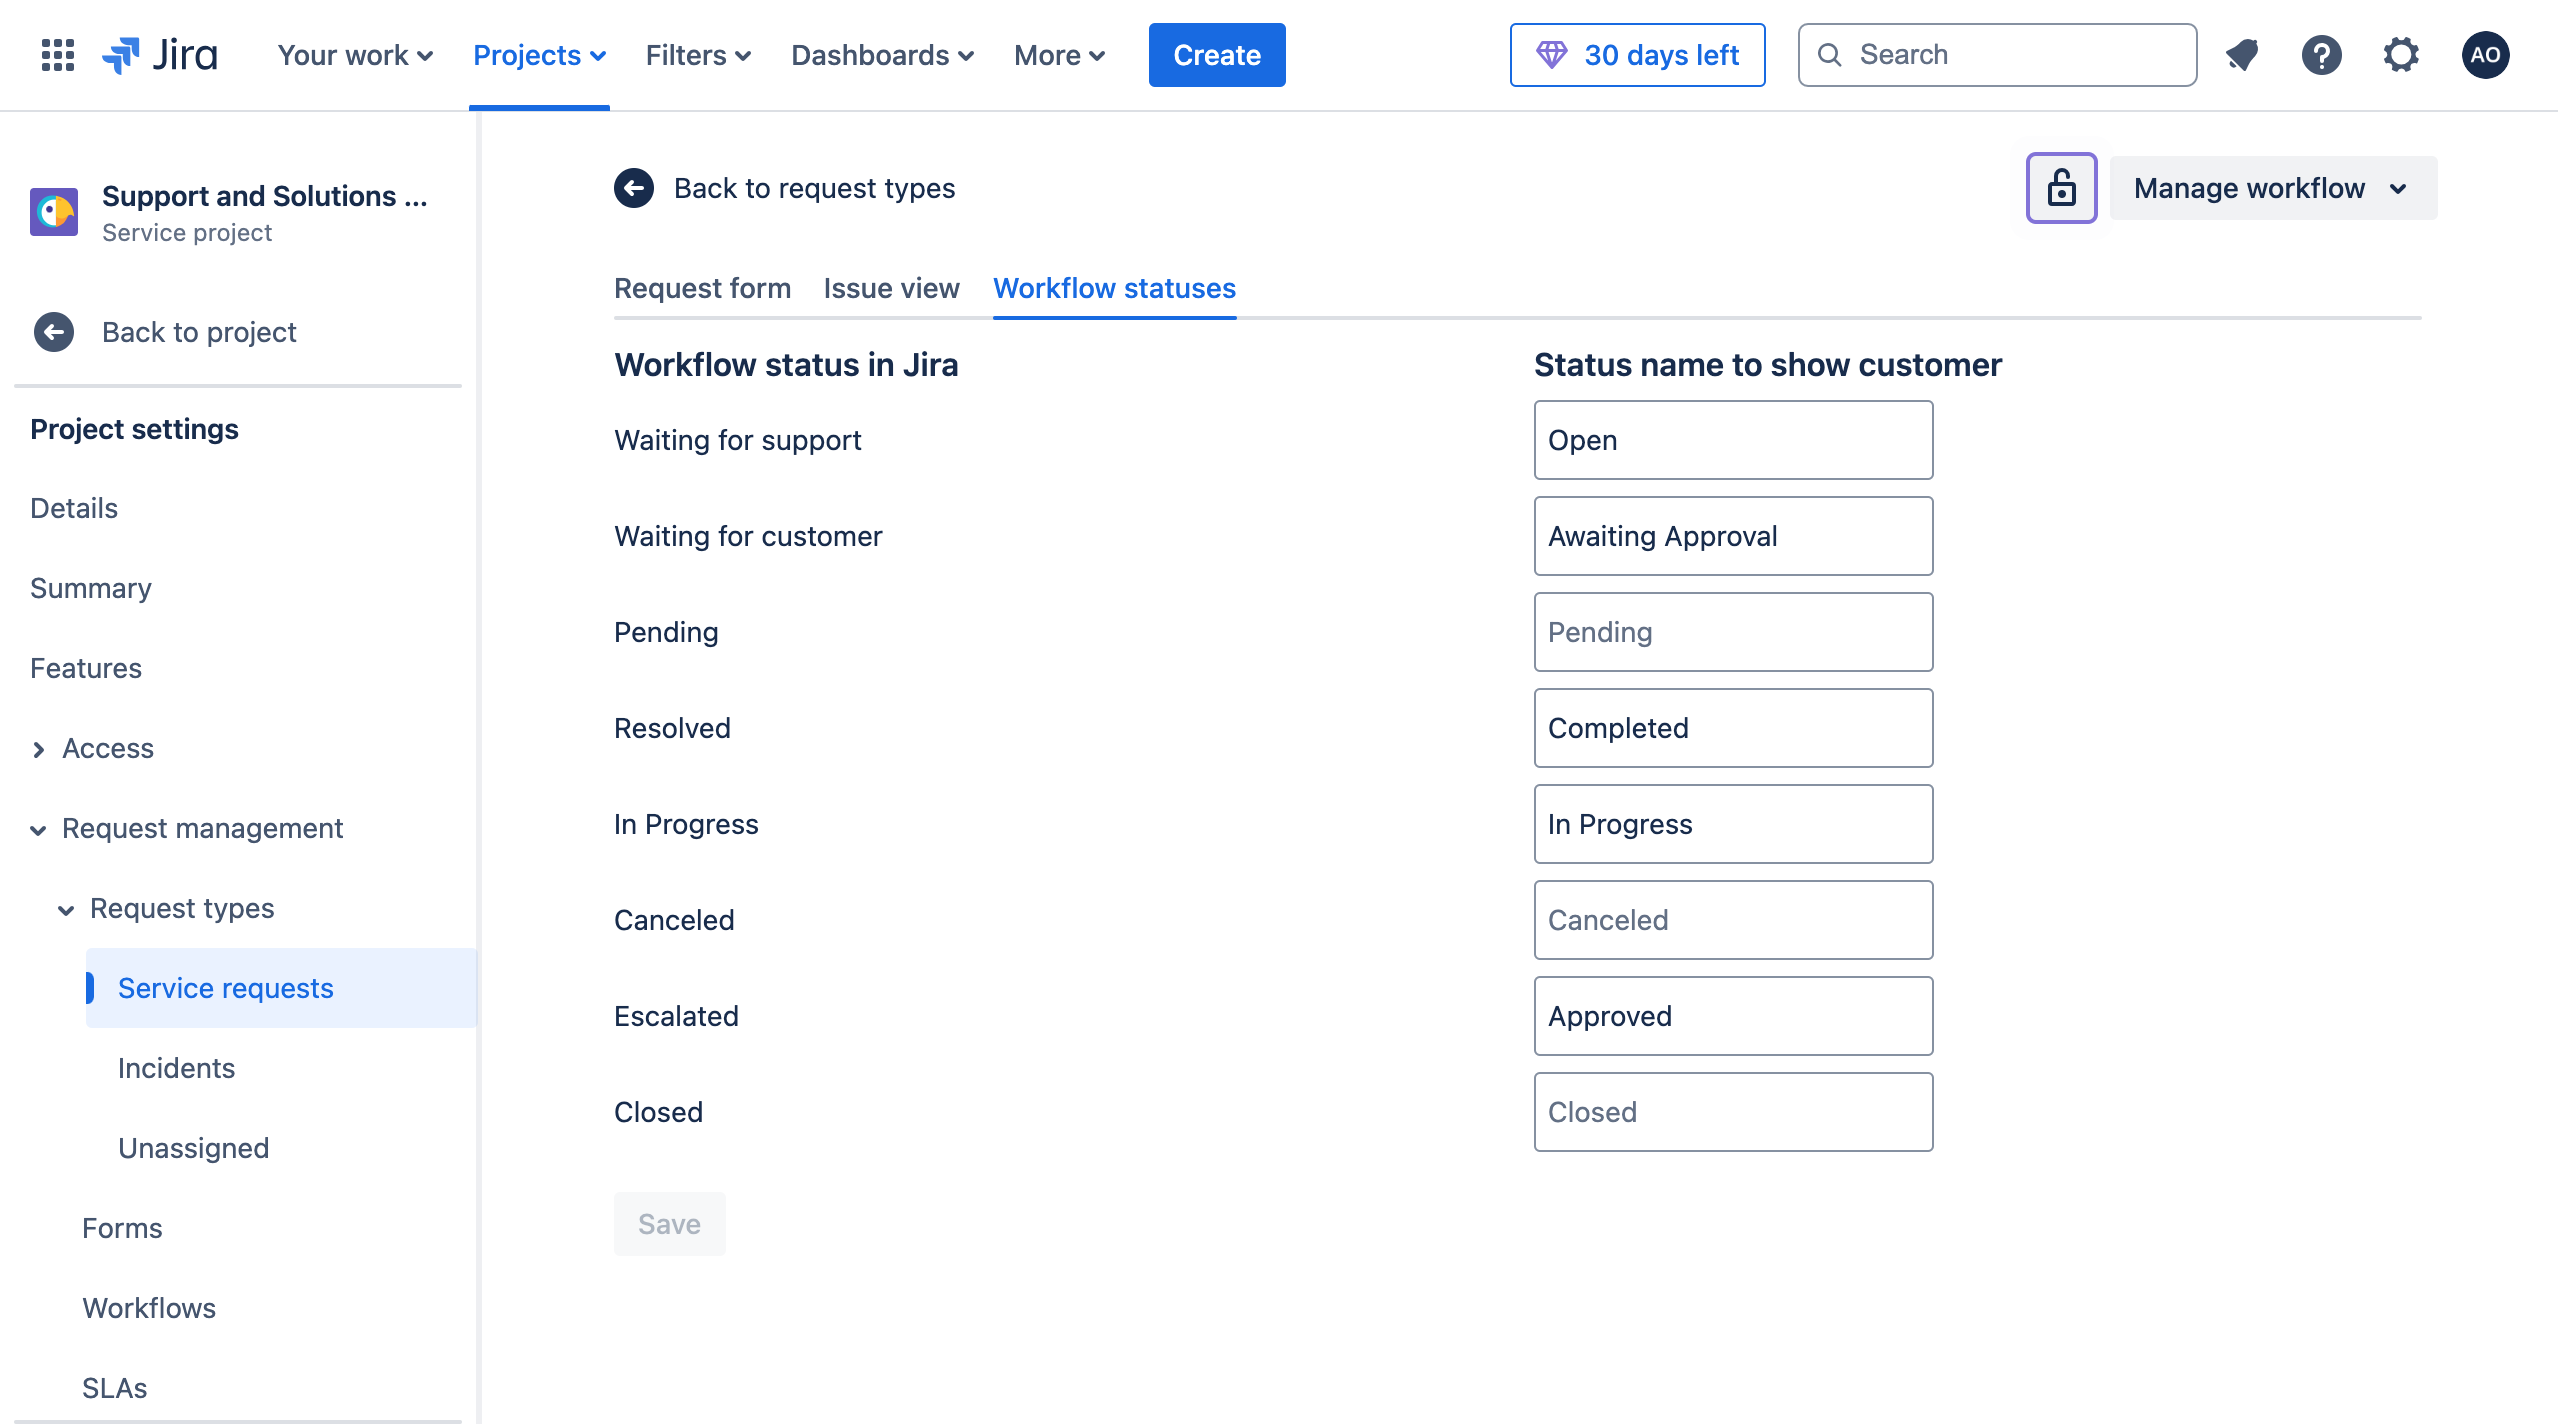 Jira
Your work
Projects
Filters
Dashboards
More
Create
30 days left
Search
AO
Support and Solutions ...
Service project
Back to project
Project settings
Details
Summary
Features
Access
Request management
Request types
Service requests
Incidents
Unassigned
Forms
Workflows
SLAs
Back to request types
Manage workflow
Request form
Issue view
Workflow statuses
Workflow status in Jira
Status name to show customer
Waiting for support
Open
Waiting for customer
Awaiting Approval
Pending
Pending
Resolved
Completed
In Progress
In Progress
Canceled
Canceled
Escalated
Approved
Closed
Closed
Save